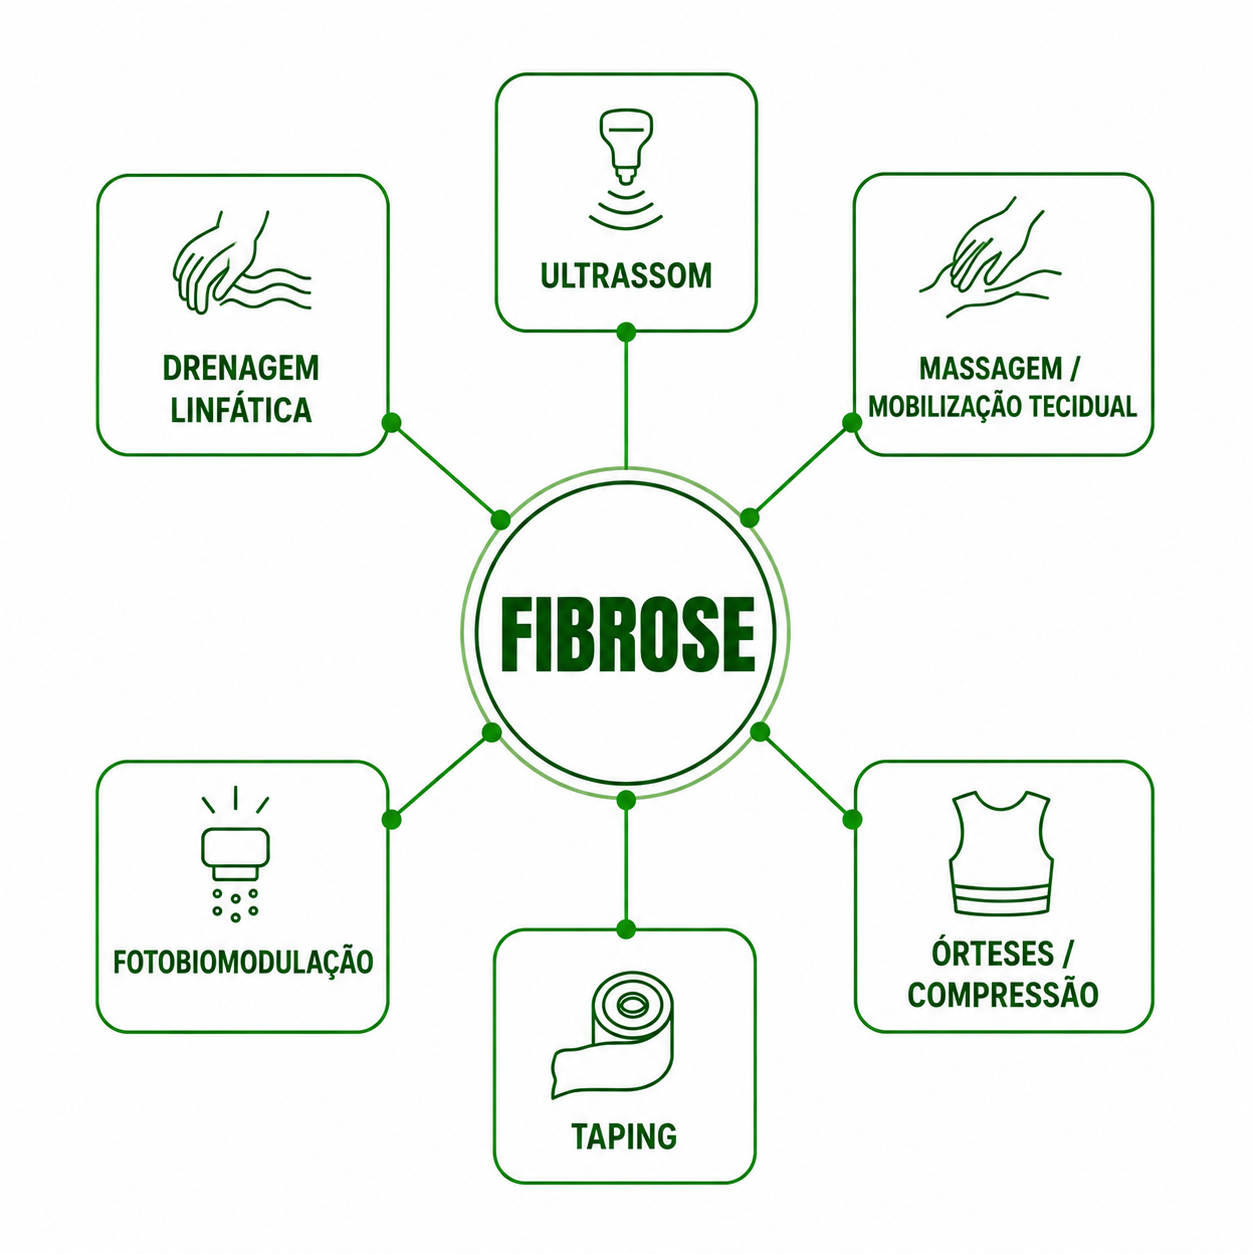 ULTRASSOM
DRENAGEM
LINFÁTICA
MASSAGEM /
MOBILIZAÇÃO TECIDUAL
FIBROSE
FOTOBIOMODULAÇÃO
ÓRTESES /
COMPRESSÃO
TAPING